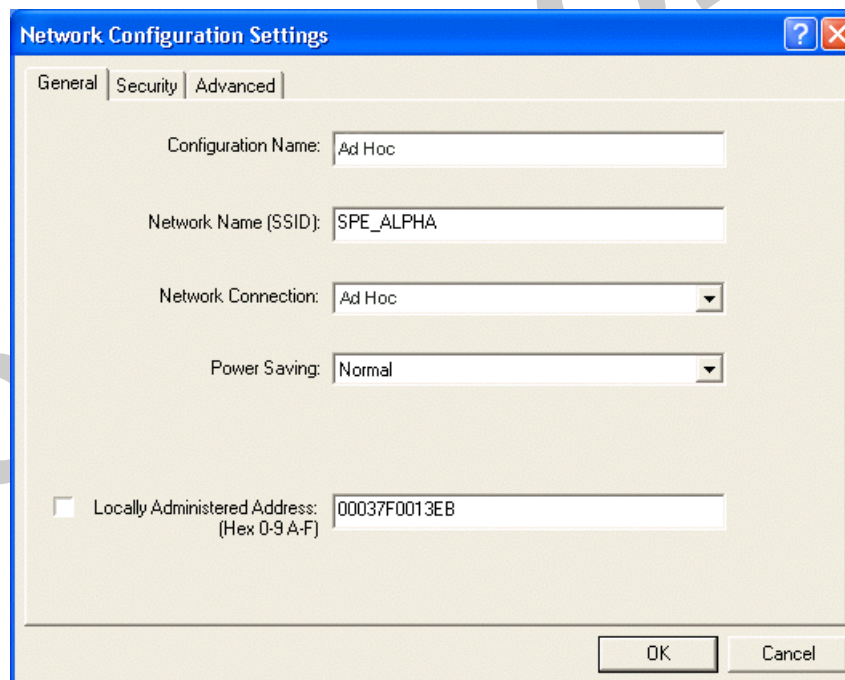 Network Configuration Settings
General Security Advanced
Configuration Name: Ad Hoc
Network Name (SSID): SPE_ALPHA
Network Connection: Ad Hoc
Power Saving: Normal
Locally Administered Address: 00037F0013EB
(Hex 0-9 A-F)
OK Cancel